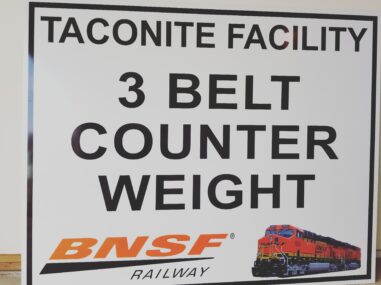 TACONITE FACILITY
3 BELT
COUNTER
WEIGHT
BNSF®
RAILWAY